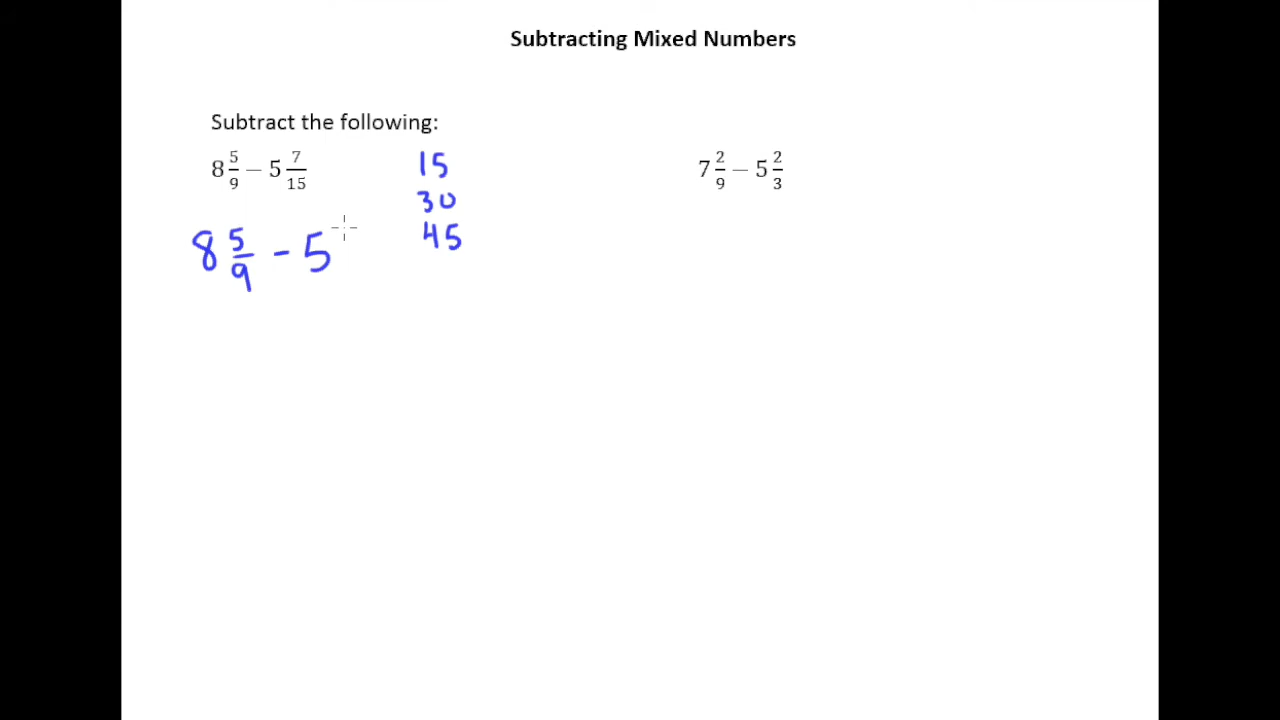 Subtracting Mixed Numbers
Subtract the following:
8 5/9 − 5 7/15
7 2/9 − 5 2/3
15
30
45
8 5/9 - 5